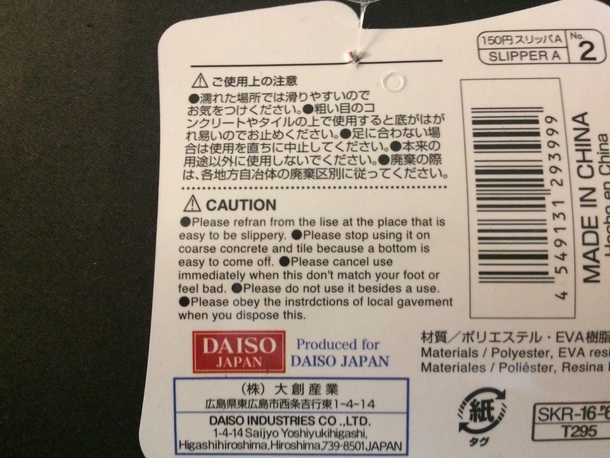 150円 スリッパA No.
SLIPPER A 2
⚠ ご使用上の注意
●濡れた場所では滑りやすいので
お気をつけください。●粗い目のコ
ンクリートやタイルの上で使用すると底がはが
れ易いのでお止めください。●足に合わない場
合は使用を直ちに中止してください。●本来の
用途以外に使用しないでください。●廃棄の際
は、各地方自治体の廃棄区別に従ってください。
⚠ CAUTION
●Please refran from the lise at the place that is
easy to be slippery. ●Please stop using it on
coarse concrete and tile because a bottom is
easy to come off. ●Please cancel use
immediately when this don't match your foot or
feel bad. ●Please do not use it besides a use.
●Please obey the instrdctions of local gavement
when you dispose this.
4 549131 293999
MADE IN CHINA
Hecho en China
DAISO
JAPAN
Produced for
DAISO JAPAN
(株) 大創産業
広島県東広島市西条吉行東1-4-14
DAISO INDUSTRIES CO.,LTD.
1-4-14 Saijyo Yoshiyukihigashi,
Higashihiroshima,Hiroshima,739-8501,JAPAN
材質/ポリエステル・EVA樹脂
Materials / Polyester, EVA
Materiales / Poliéster, Resina
紙
タグ
SKR-16
T295